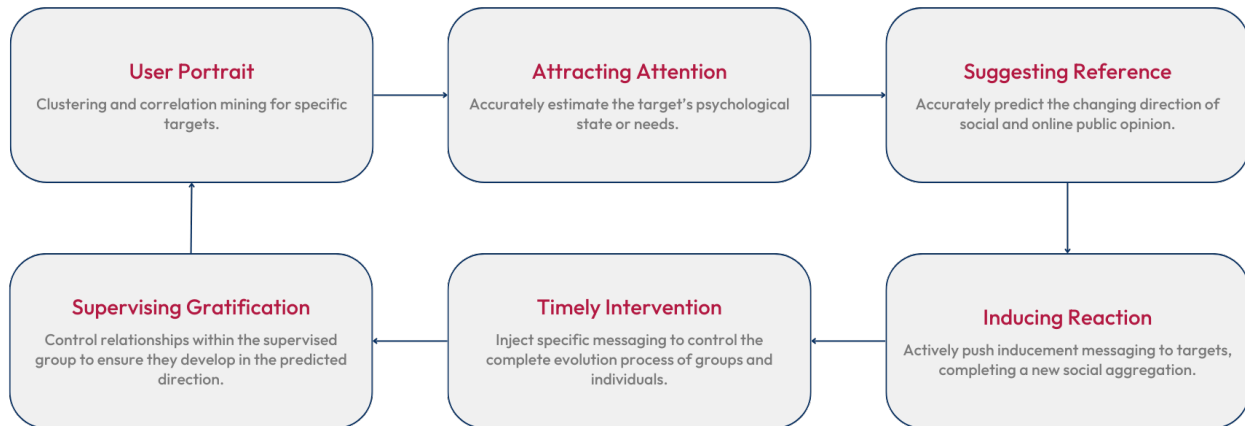 User Portrait
Clustering and correlation mining for specific
targets.
Attracting Attention
Accurately estimate the target's psychological
state or needs.
Suggesting Reference
Accurately predict the changing direction of
social and online public opinion.
Supervising Gratification
Control relationships within the supervised
group to ensure they develop in the predicted
direction.
Timely Intervention
Inject specific messaging to control the
complete evolution process of groups and
individuals.
Inducing Reaction
Actively push inducement messaging to targets,
completing a new social aggregation.